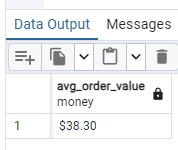 Data Output Messages
avg_order_value
money
1 $38.30